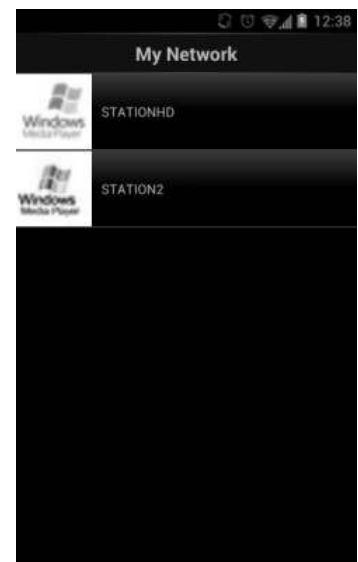 12:38
My Network
Windows
Media Player
STATIONHD
Windows
Media Player
STATION2